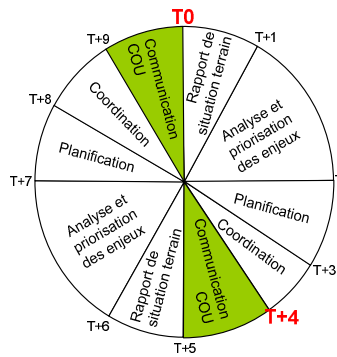 T0
T+1
T+3
T+4
T+5
T+6
T+7
T+8
T+9
Rapport de
situation terrain
Analyse et
priorisation
des enjeux
Planification
Coordination
Communication
COU
Rapport de
situation terrain
Analyse et
priorisation
des enjeux
Planification
Coordination
Communication
COU